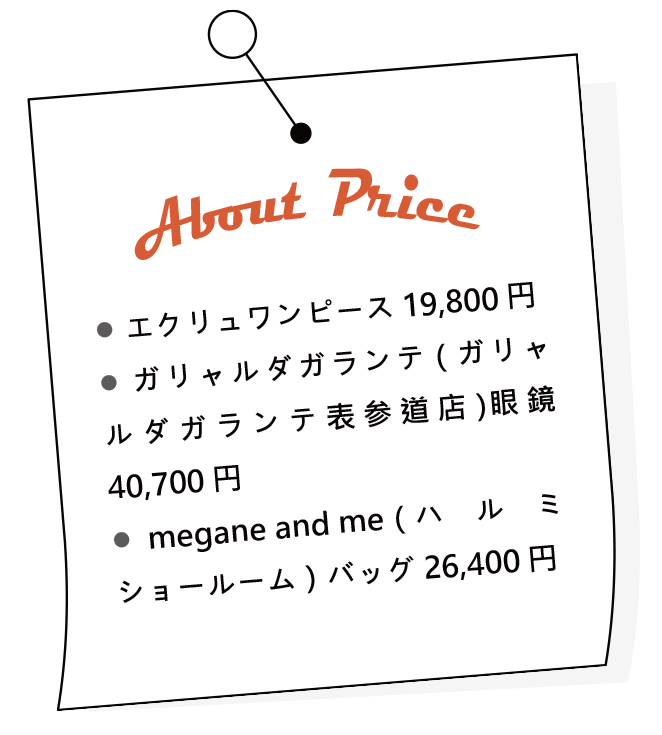 About Price
● エクリュワンピース 19,800 円
● ガリャルダガランテ ( ガリャ
ルダガランテ表参道店 )眼鏡
40,700 円
● megane and me ( ハルミ
ショールーム ) バッグ 26,400 円